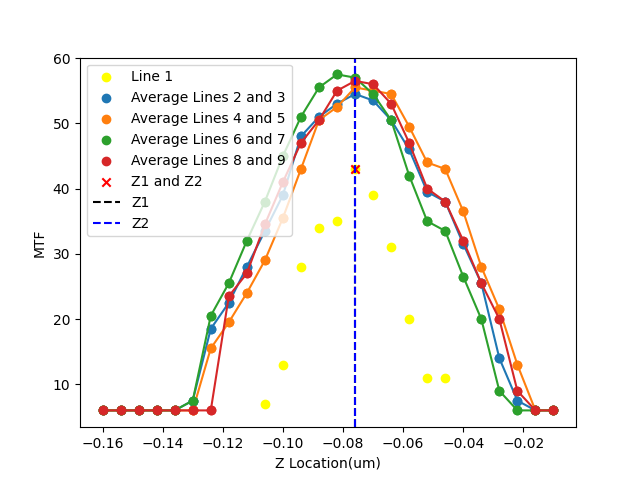 Line 1
Average Lines 2 and 3
Average Lines 4 and 5
Average Lines 6 and 7
Average Lines 8 and 9
Z1 and Z2
Z1
Z2
60
50
40
30
20
10
MTF
−0.16 −0.14 −0.12 −0.10 −0.08 −0.06 −0.04 −0.02
Z Location(um)